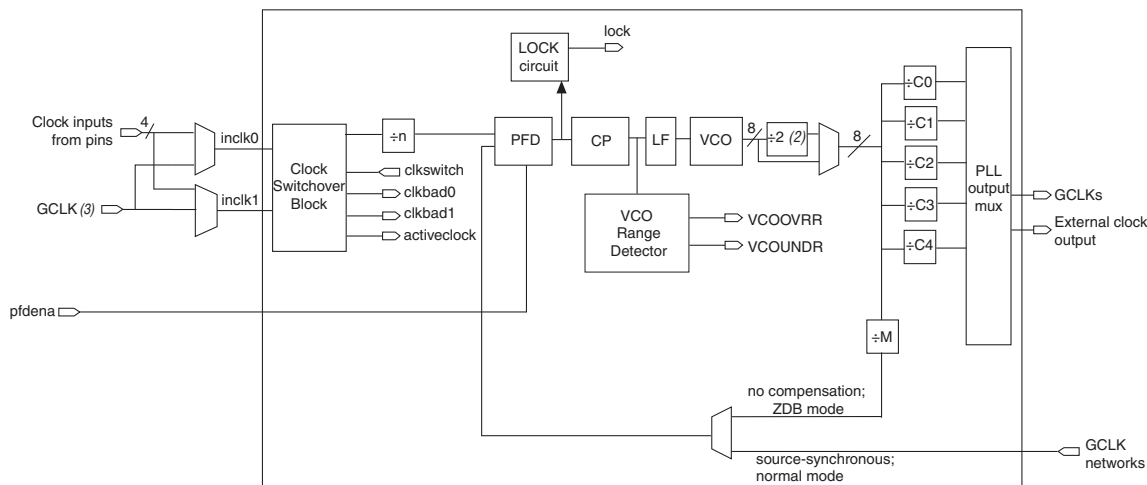 lock
LOCK
circuit
Clock inputs
from pins
4
inclk0
÷n
PFD
CP
LF
VCO
8
÷2 (2)
8
÷C0
÷C1
÷C2
÷C3
÷C4
PLL
output
mux
Clock
Switchover
Block
clkswitch
clkbad0
clkbad1
activeclock
GCLK (3)
inclk1
VCO
Range
Detector
VCOOVRR
VCOUNDR
GCLKs
External clock
output
pfdena
÷M
no compensation;
ZDB mode
source-synchronous;
normal mode
GCLK
networks